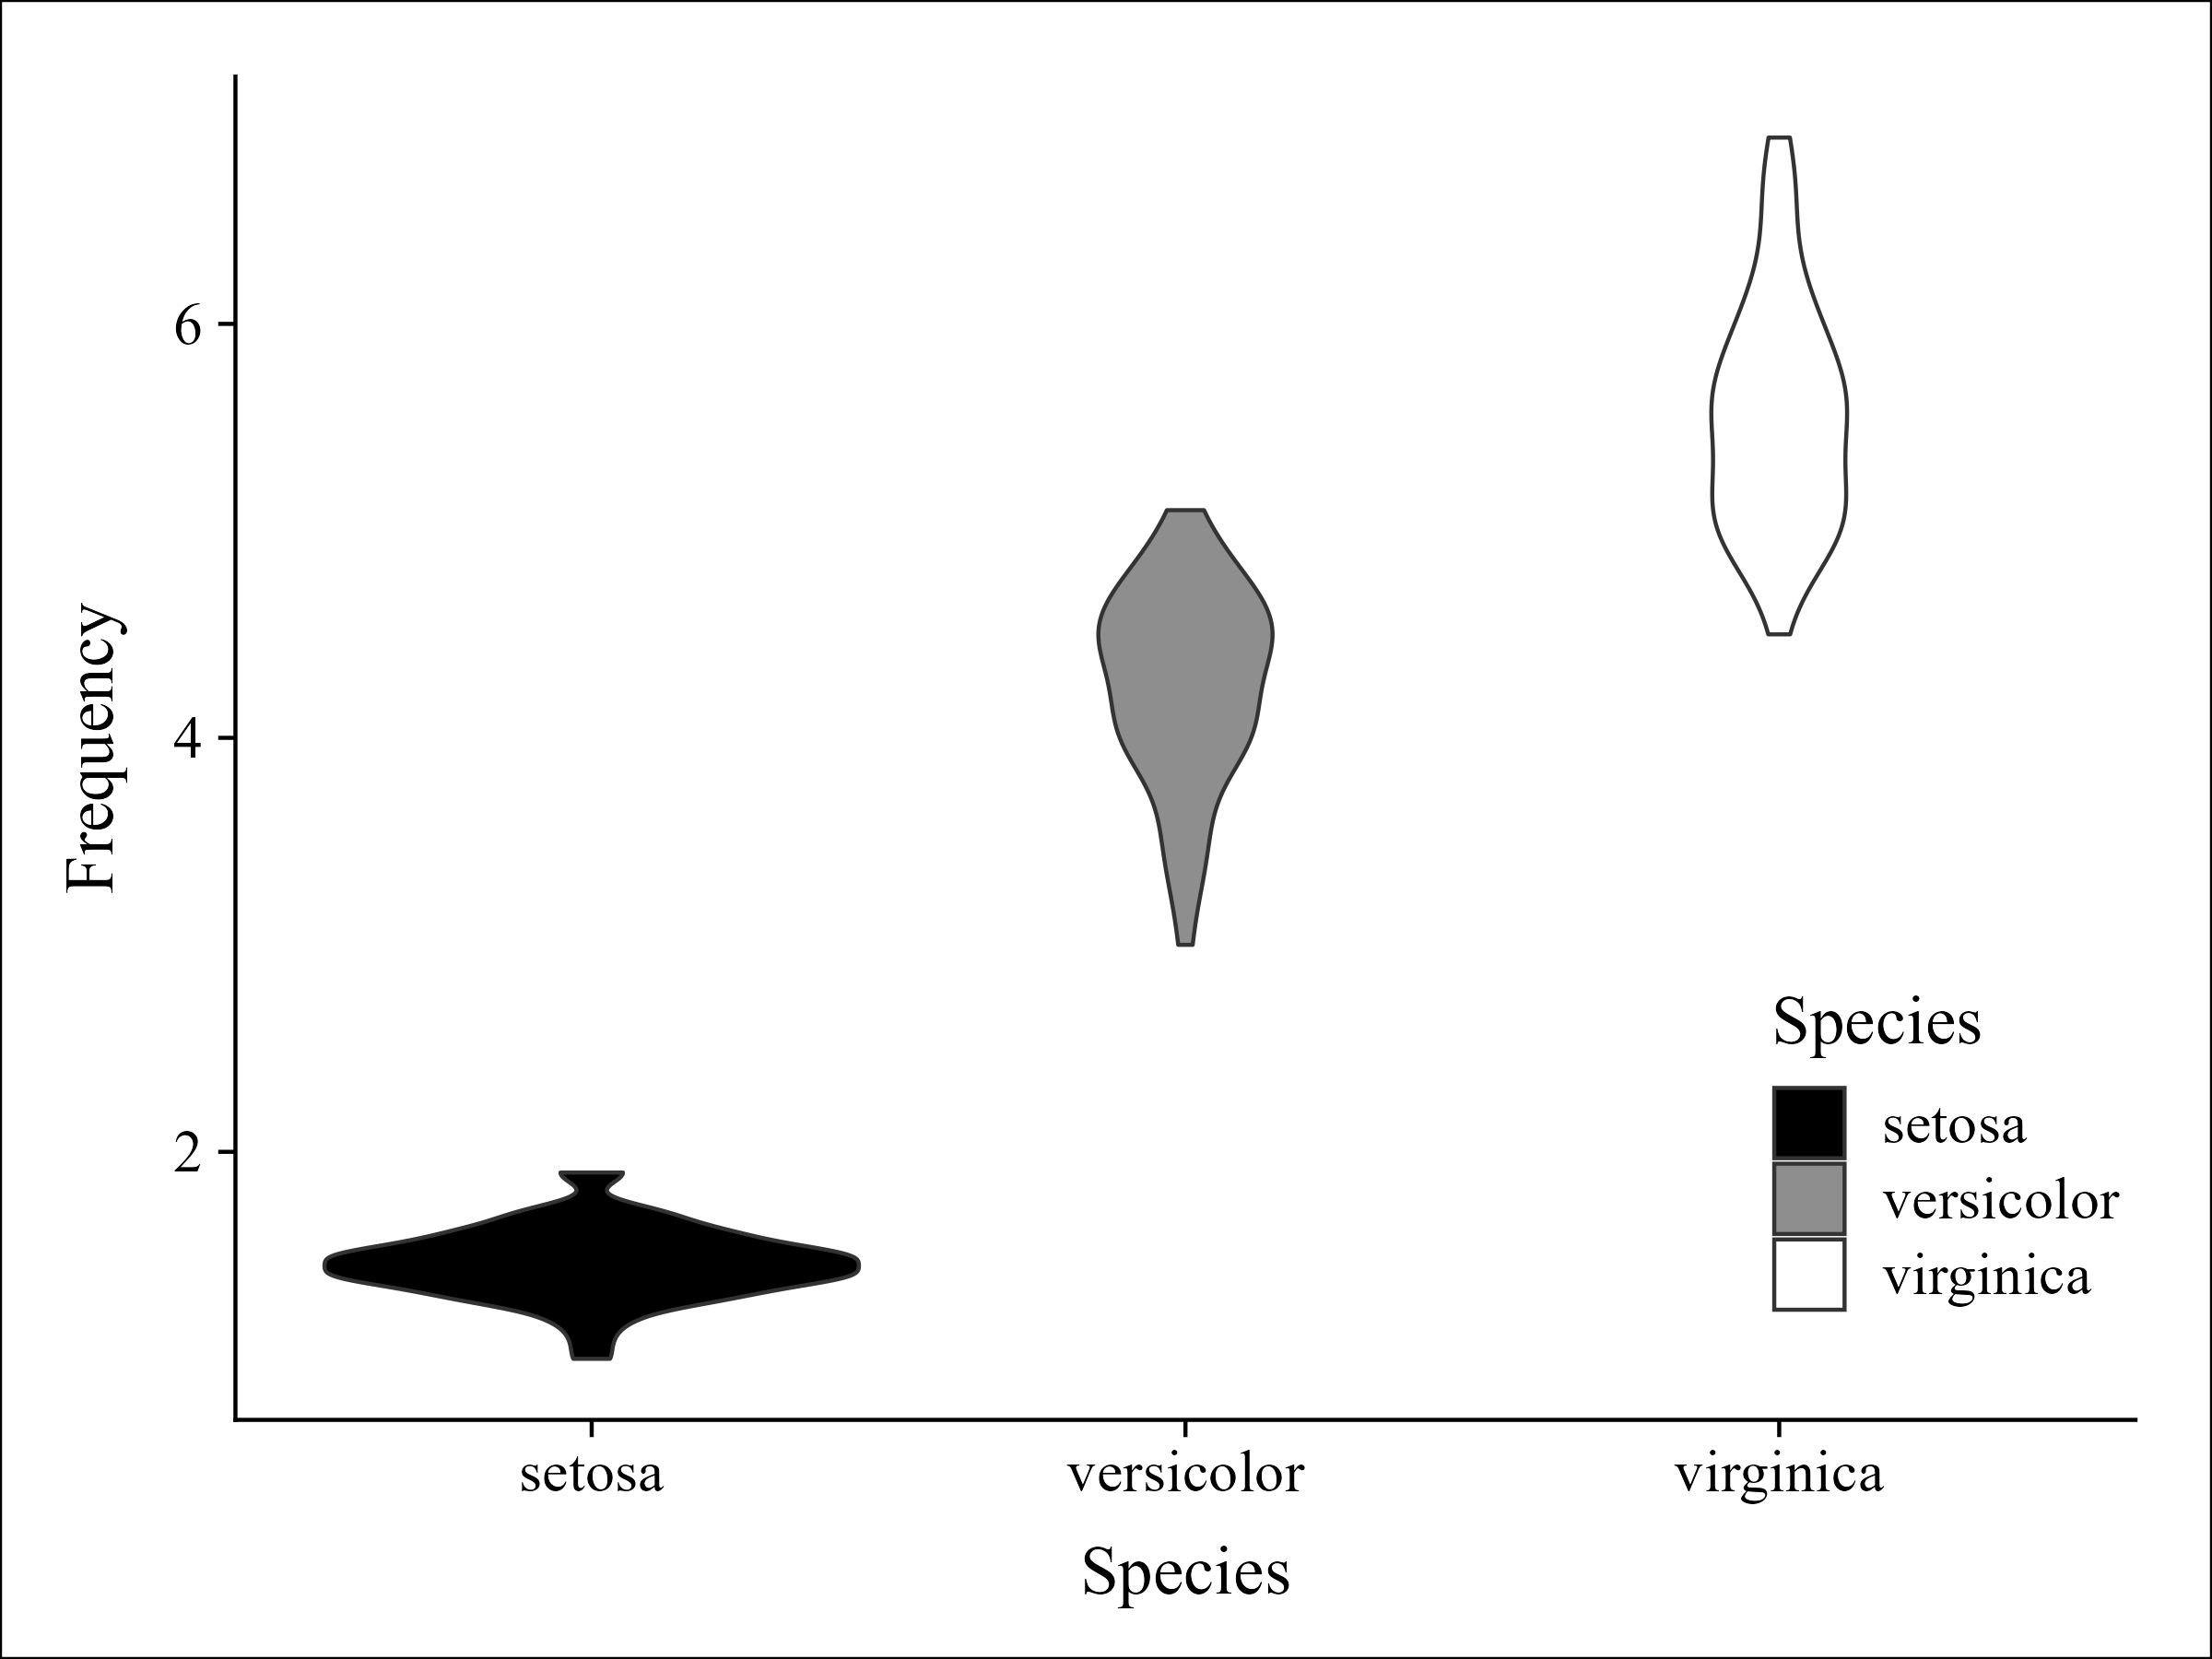 Frequency
6
4
2
setosa
versicolor
virginica
Species
Species
setosa
versicolor
virginica